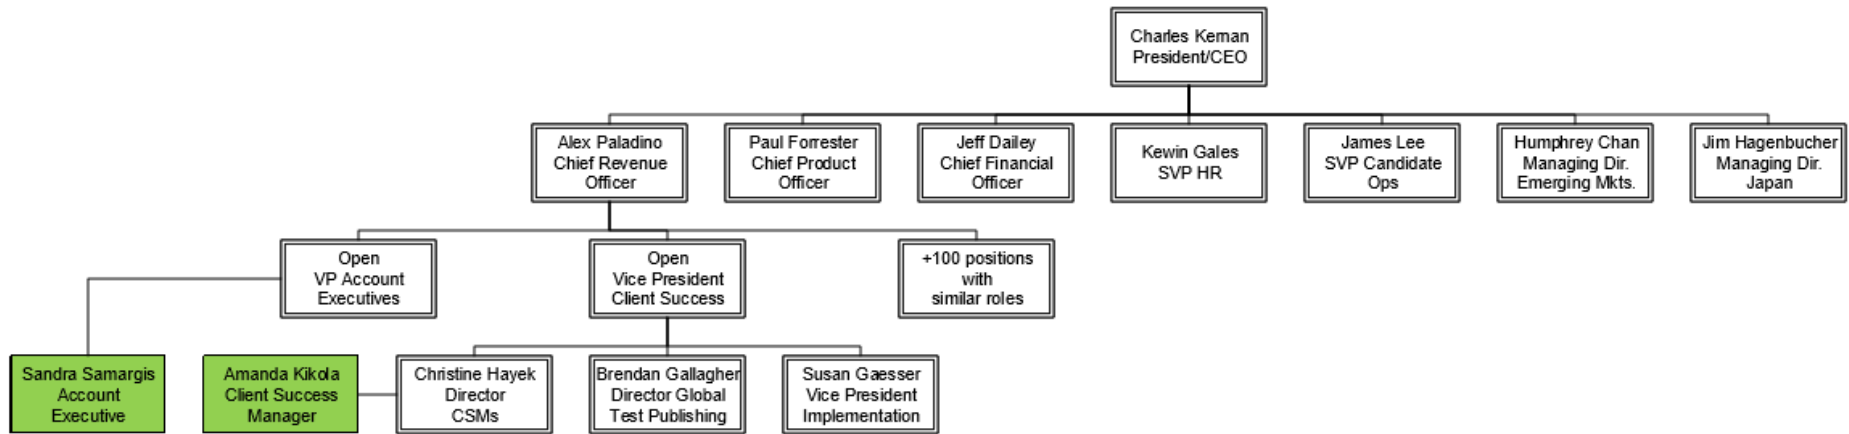 Charles Kernan
President/CEO
Alex Paladino
Chief Revenue
Officer
Paul Forrester
Chief Product
Officer
Jeff Dailey
Chief Financial
Officer
Kewin Gales
SVP HR
James Lee
SVP Candidate
Ops
Humphrey Chan
Managing Dir.
Emerging Mkts.
Jim Hagenbucher
Managing Dir.
Japan
Open
VP Account
Executives
Open
Vice President
Client Success
+100 positions
with
similar roles
Sandra Samargis
Account
Executive
Amanda Kikola
Client Success
Manager
Christine Hayek
Director
CSMs
Brendan Gallagher
Director Global
Test Publishing
Susan Gaesser
Vice President
Implementation